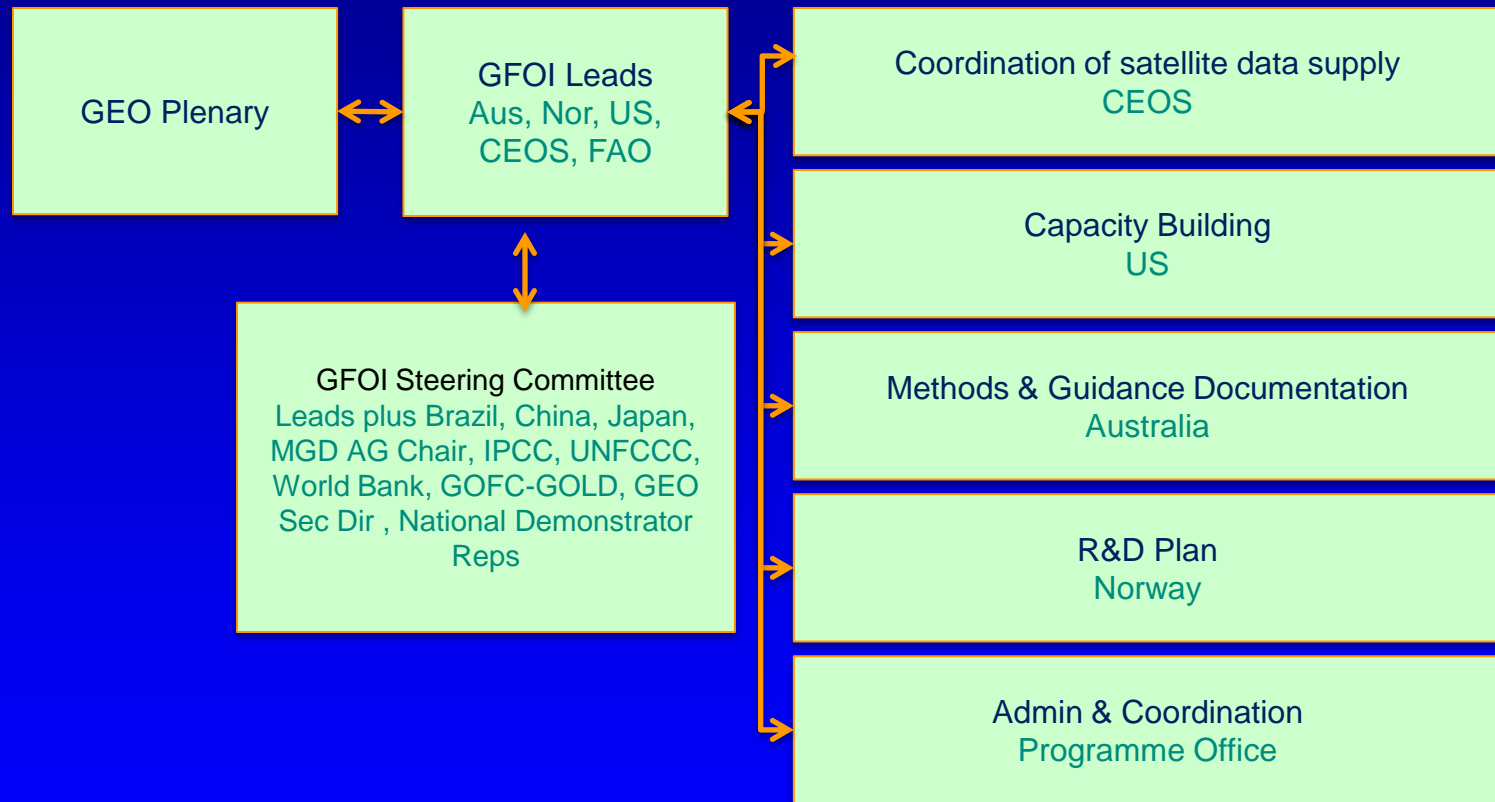 GEO Plenary
GFOI Leads
Aus, Nor, US,
CEOS, FAO
GFOI Steering Committee
Leads plus Brazil, China, Japan,
MGD AG Chair, IPCC, UNFCCC,
World Bank, GOFC-GOLD, GEO
Sec Dir , National Demonstrator
Reps
Coordination of satellite data supply
CEOS
Capacity Building
US
Methods & Guidance Documentation
Australia
R&D Plan
Norway
Admin & Coordination
Programme Office